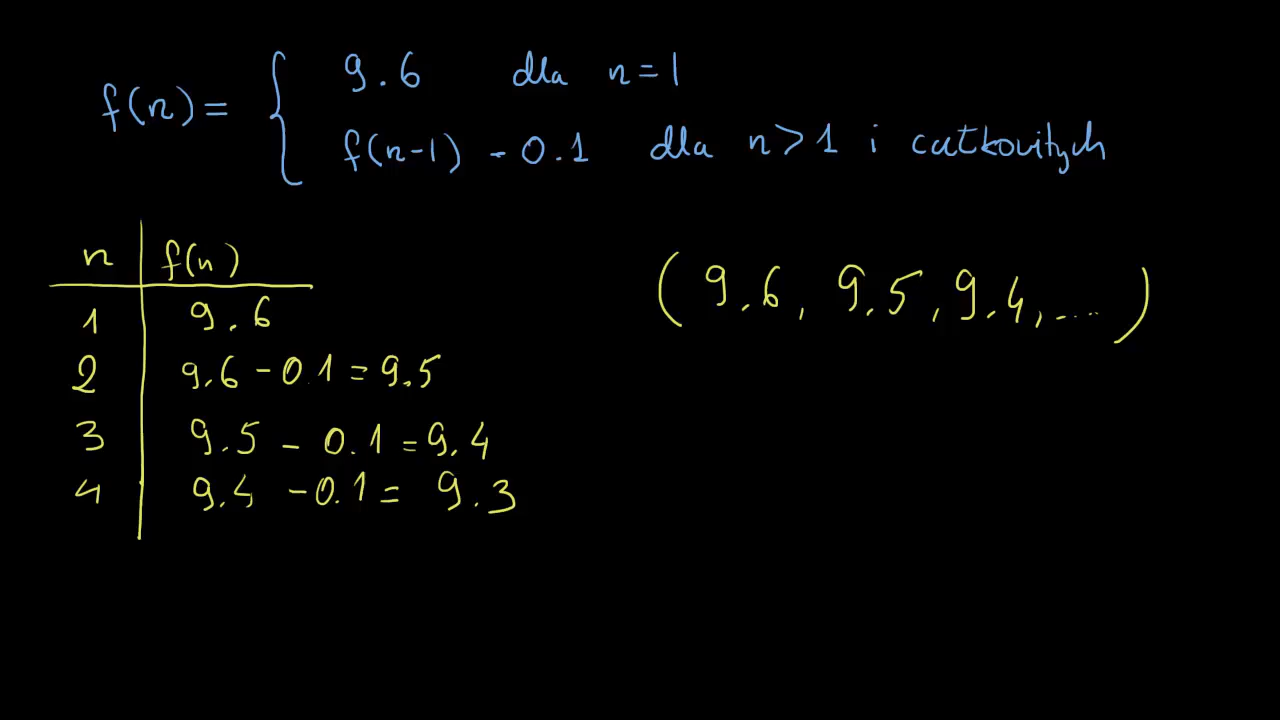 f(n) = { 9.6 dla n = 1
f(n-1) - 0.1 dla n > 1 i całkowitych
n | f(n)
1 | 9.6
2 | 9.6 - 0.1 = 9.5
3 | 9.5 - 0.1 = 9.4
4 | 9.4 - 0.1 = 9.3
(9.6, 9.5, 9.4, ....)